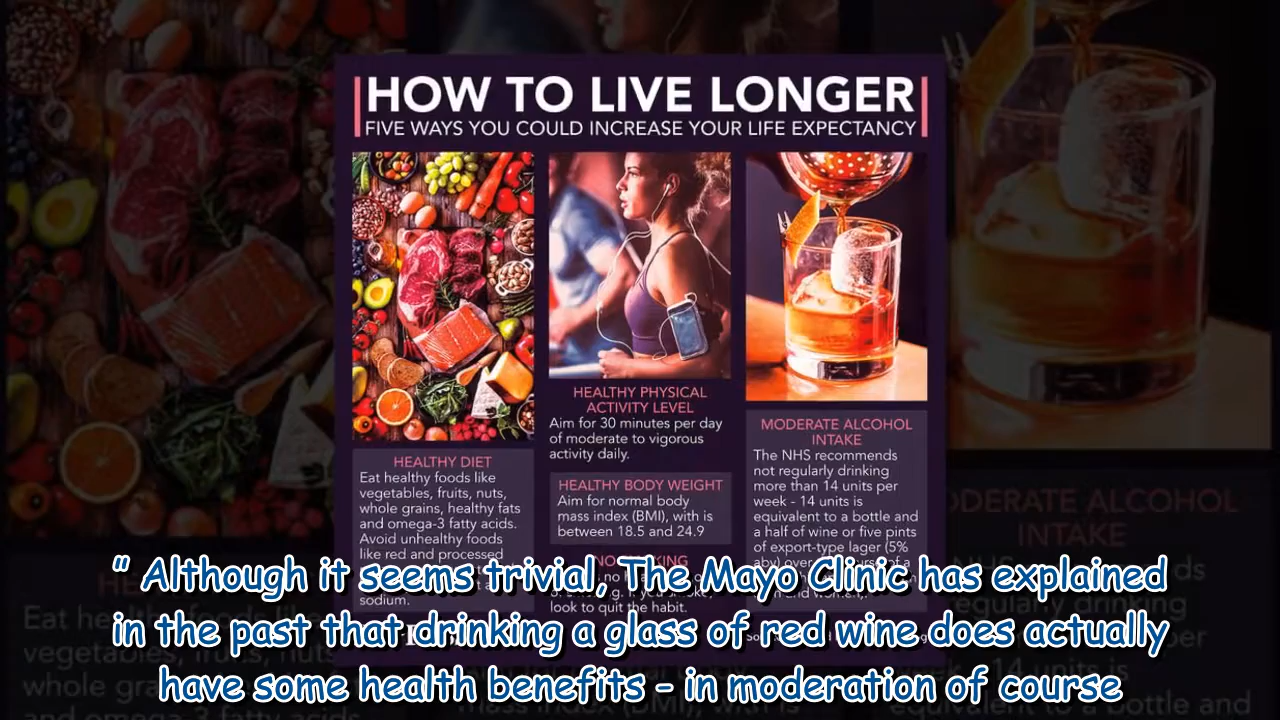 HOW TO LIVE LONGER
FIVE WAYS YOU COULD INCREASE YOUR LIFE EXPECTANCY
HEALTHY DIET
Eat healthy foods like
vegetables, fruits, nuts,
whole grains, healthy fats
and omega-3 fatty acids.
Avoid unhealthy foods
like red and processed
sodium.
HEALTHY PHYSICAL
ACTIVITY LEVEL
Aim for 30 minutes per day
of moderate to vigorous
activity daily.
HEALTHY BODY WEIGHT
Aim for normal body
mass index (BMI), with is
between 18.5 and 24.9
look to quit the habit.
MODERATE ALCOHOL
INTAKE
The NHS recommends
not regularly drinking
more than 14 units per
week - 14 units is
equivalent to a bottle and
a half of wine or five pints
of export-type lager (5%
" Although it seems trivial, The Mayo Clinic has explained
in the past that drinking a glass of red wine does actually
have some health benefits - in moderation of course